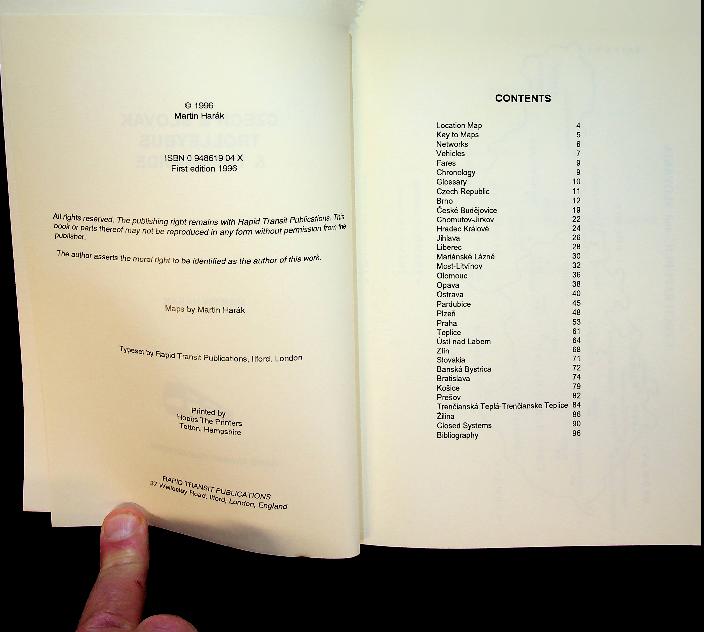 © 1996
Martin Harák
ISBN 0 948619 04 X
First edition 1996
All rights reserved. The publishing right remains with Rapid Transit Publications. This
book or parts thereof may not be reproduced in any form without permission from the
publisher.
The author asserts the moral right to be identified as the author of this work.
Maps by Martin Harák
Typeset by Rapid Transit Publications, Ilford, London
Printed by
Hobbs The Printers
Totton, Hampshire
RAPID TRANSIT PUBLICATIONS
37 Wellesley Road, Ilford, London, England
CONTENTS
Location Map 4
Key to Maps 5
Networks 6
Vehicles 7
Fares 9
Chronology 9
Glossary 10
Czech Republic 11
Brno 12
České Budějovice 19
Chomutov-Jirkov 22
Hradec Králové 24
Jihlava 26
Liberec 28
Mariánské Lázně 30
Most-Litvínov 32
Olomouc 36
Opava 38
Ostrava 40
Pardubice 45
Plzeň 48
Praha 53
Teplice 61
Ústí nad Labem 64
Zlín 68
Slovakia 71
Banská Bystrica 72
Bratislava 74
Košice 79
Prešov 82
Trenčianská Teplá-Trenčianske Teplice 84
Žilina 86
Closed Systems 90
Bibliography 96